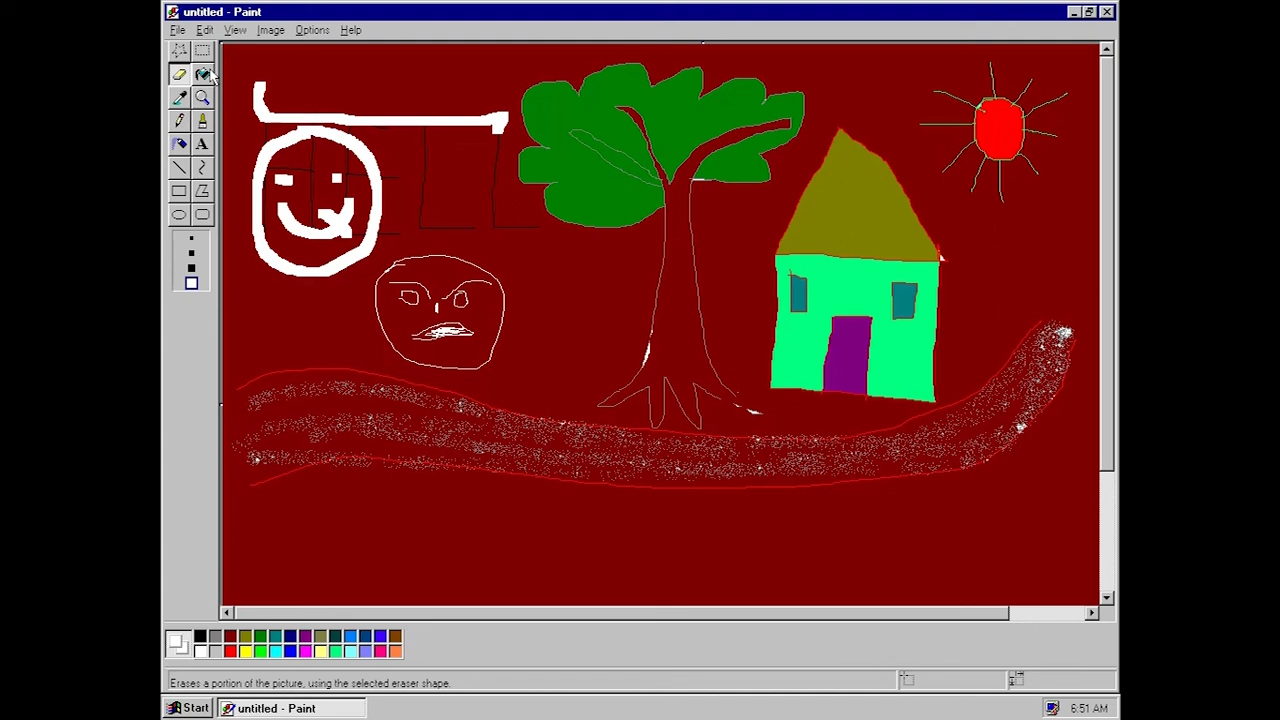 untitled - Paint
File Edit View Image Options Help
A
Erases a portion of the picture, using the selected eraser shape.
Start untitled - Paint 6:51 AM